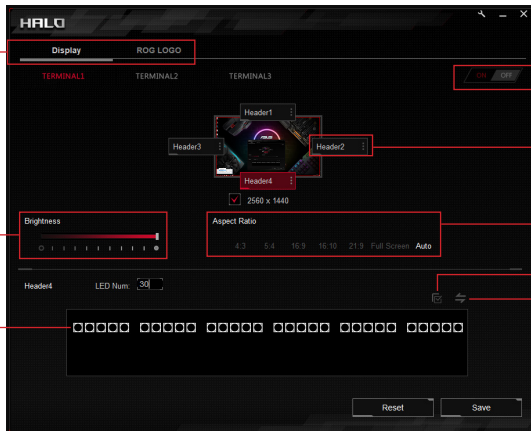 HALO
Display ROG LOGO
TERMINAL1 TERMINAL2 TERMINAL3
ON OFF
Header1
Header3 Header2
Header4
2560 x 1440
Brightness
Aspect Ratio
4:3 5:4 16:9 16:10 21:9 Full Screen Auto
Header4 LED Num: 30
Reset Save